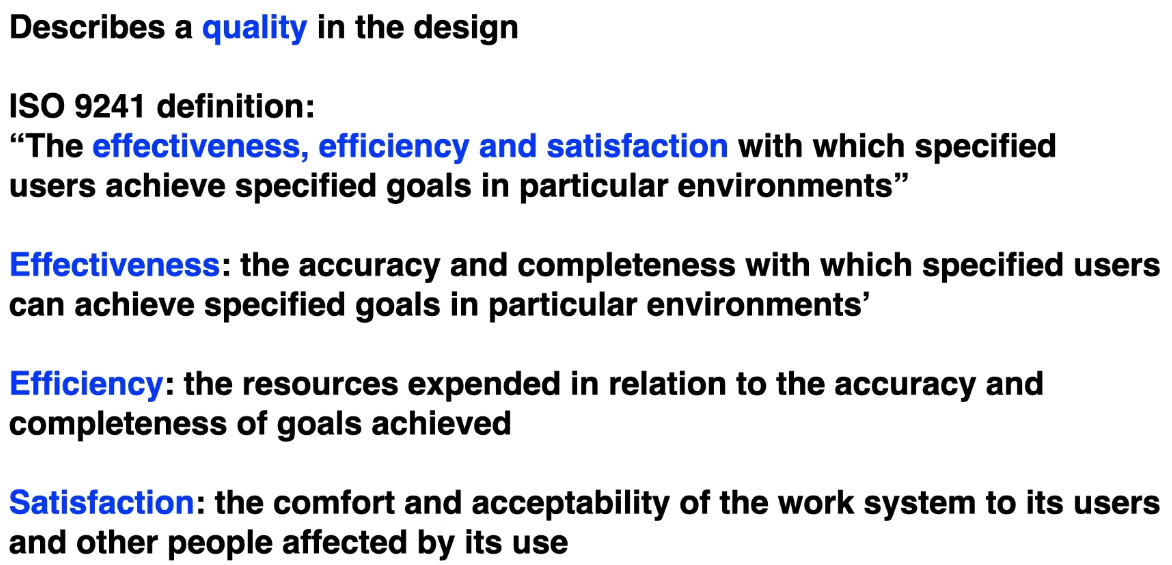 Describes a quality in the design
ISO 9241 definition:
“The effectiveness, efficiency and satisfaction with which specified
users achieve specified goals in particular environments”
Effectiveness: the accuracy and completeness with which specified users
can achieve specified goals in particular environments’
Efficiency: the resources expended in relation to the accuracy and
completeness of goals achieved
Satisfaction: the comfort and acceptability of the work system to its users
and other people affected by its use